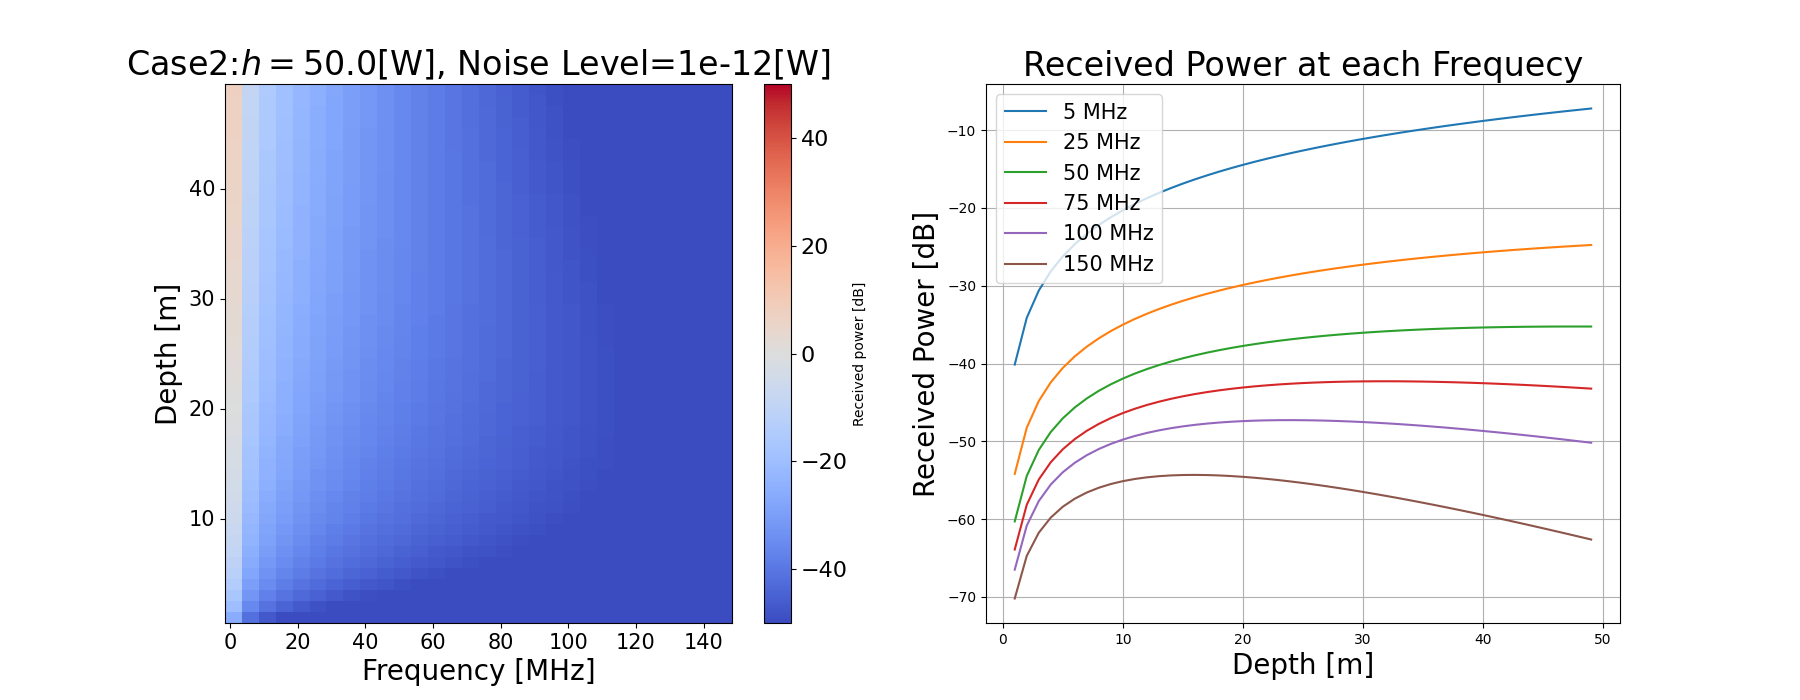 Case2:h = 50.0[W], Noise Level=1e-12[W]
Depth [m]
40
30
20
10
0
20
40
60
80
100
120
140
Frequency [MHz]
40
20
0
−20
−40
Received power [dB]
Received Power at each Frequecy
5 MHz
25 MHz
50 MHz
75 MHz
100 MHz
150 MHz
Received Power [dB]
−10
−20
−30
−40
−50
−60
−70
0
10
20
30
40
50
Depth [m]